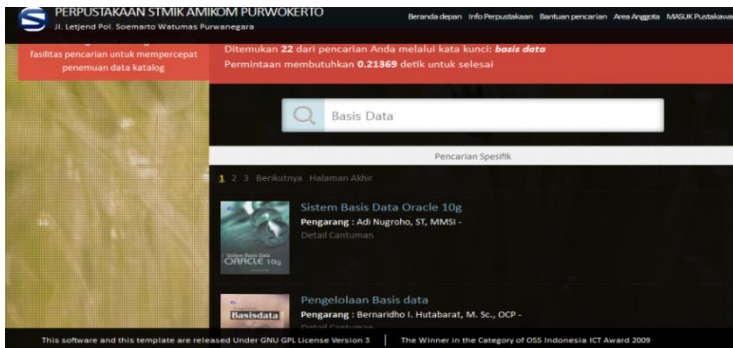 PERPUSTAKAAN STMIK AMIKOM PURWOKERTO
Jl. Letjend Pol. Soemarto Watumas Purwanegara
Beranda depan Info Perpustakaan Bantuan pencarian Area Anggota MASUK Pustakawa
fasilitas pencarian untuk mempercepat
penemuan data katalog
Ditemukan 22 dari pencarian Anda melalui kata kunci: basis data
Permintaan membutuhkan 0.21369 detik untuk selesai
Basis Data
Pencarian Spesifik
1 2 3 Berikutnya Halaman Akhir
Sistem Basis Data Oracle 10g
Pengarang : Adi Nugroho, ST, MMSI -
Detail Cantuman
Sistem Basis Data
ORACLE 10g
Pengelolaan Basis data
Pengarang : Bernaridho I. Hutabarat, M. Sc., OCP -
Detail Cantuman
Basisdata
This software and this template are released Under GNU GPL License Version 3
The Winner in the Category of OSS Indonesia ICT Award 2009